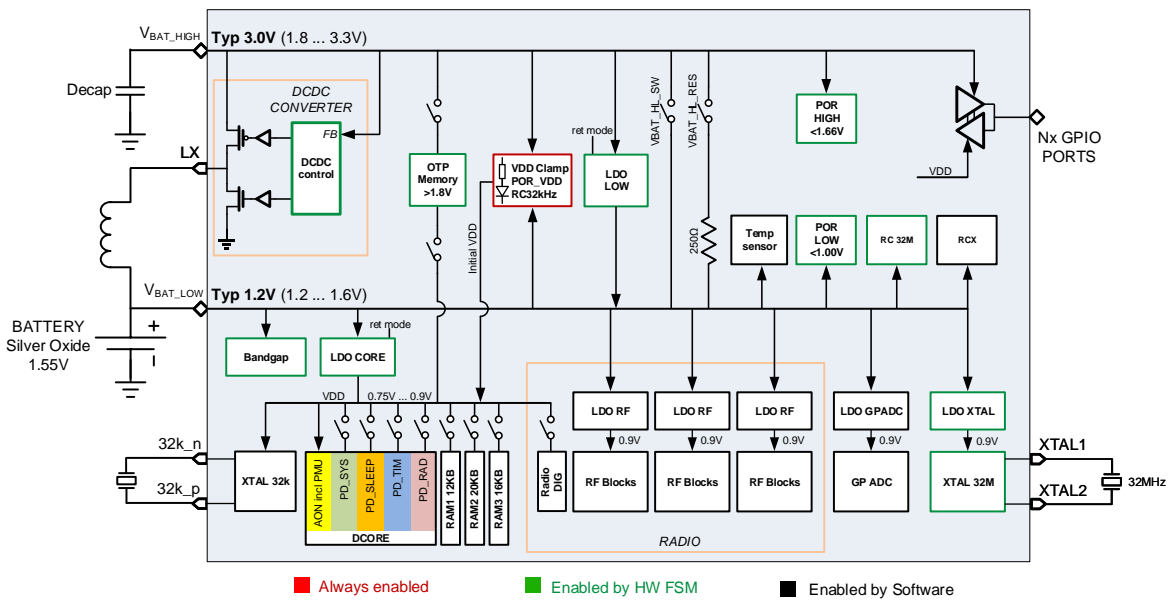 VBAT_HIGH
Typ 3.0V (1.8 ... 3.3V)
Decap
DCDC
CONVERTER
FB
DCDC
control
LX
OTP
Memory
>1.8V
VDD Clamp
POR_VDD
RC32kHz
ret mode
LDO
LOW
VBAT_HL_SW
VBAT_HL_RES
POR
HIGH
<1.66V
Nx GPIO
PORTS
VDD
Initial VDD
250Ω
Temp
sensor
POR
LOW
<1.00V
RC 32M
RCX
VBAT_LOW
Typ 1.2V (1.2 ... 1.6V)
BATTERY
Silver Oxide
1.55V
+
Bandgap
ret mode
LDO CORE
VDD
0.75V ... 0.9V
LDO RF
LDO RF
LDO RF
LDO GPADC
LDO XTAL
0.9V
0.9V
0.9V
0.9V
0.9V
32k_n
32k_p
XTAL 32k
AON incl PMU
PD_SYS
PD_SLEEP
PD_TIM
PD_RAD
DCORE
RAM1 12KB
RAM2 20KB
RAM3 16KB
Radio
DIG
RF Blocks
RF Blocks
RF Blocks
GP ADC
XTAL 32M
XTAL1
XTAL2
32MHz
RADIO
Always enabled
Enabled by HW FSM
Enabled by Software